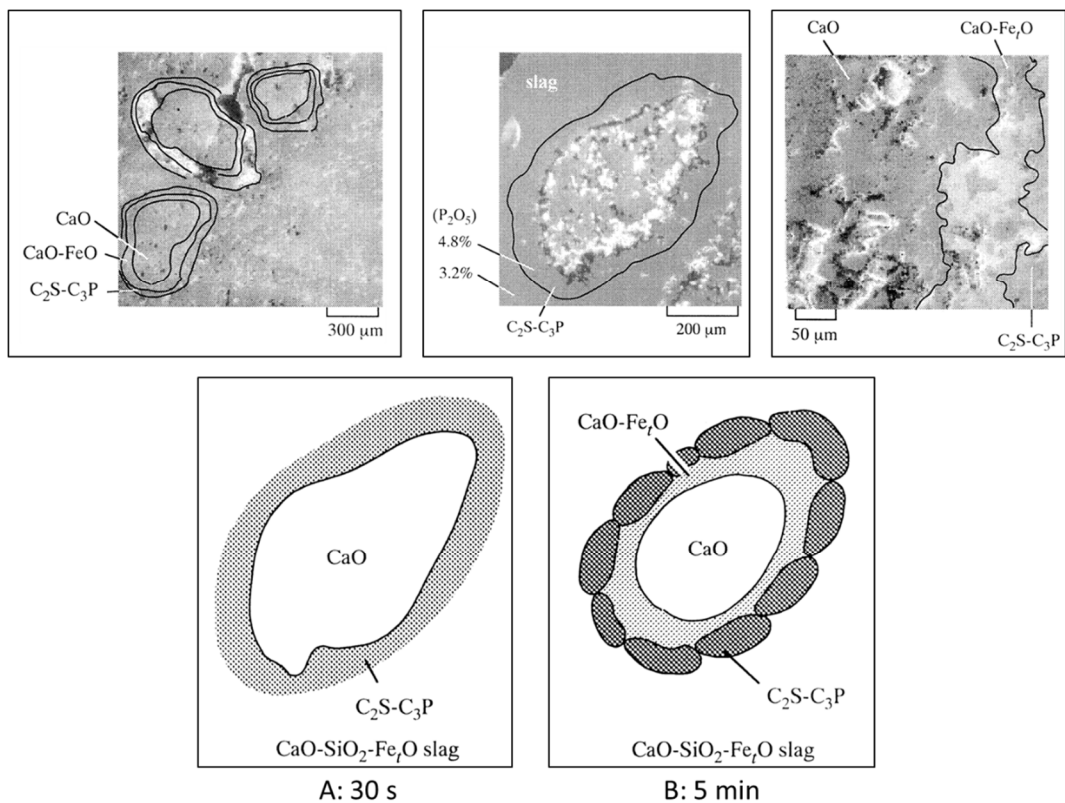 CaO
CaO-FeO
C₂S-C₃P
300 μm
slag
(P₂O₅)
4.8%
3.2%
C₂S-C₃P
200 μm
CaO
CaO-FeₜO
50 μm
C₂S-C₃P
CaO
C₂S-C₃P
CaO-SiO₂-FeₜO slag
A: 30 s
CaO-FeₜO
CaO
C₂S-C₃P
CaO-SiO₂-FeₜO slag
B: 5 min